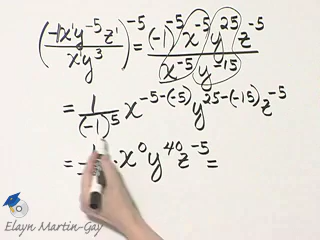 (-1x¹y⁻⁵z¹ / x¹y³)⁻⁵ = (-1)⁻⁵x⁻⁵y²⁵z⁻⁵ / x⁻⁵y⁻¹⁵
= 1/(-1)⁵ x⁻⁵⁻⁽⁻⁵⁾y²⁵⁻⁽⁻¹⁵⁾z⁻⁵
= · x⁰y⁴⁰z⁻⁵ =
Elayn Martin-Gay